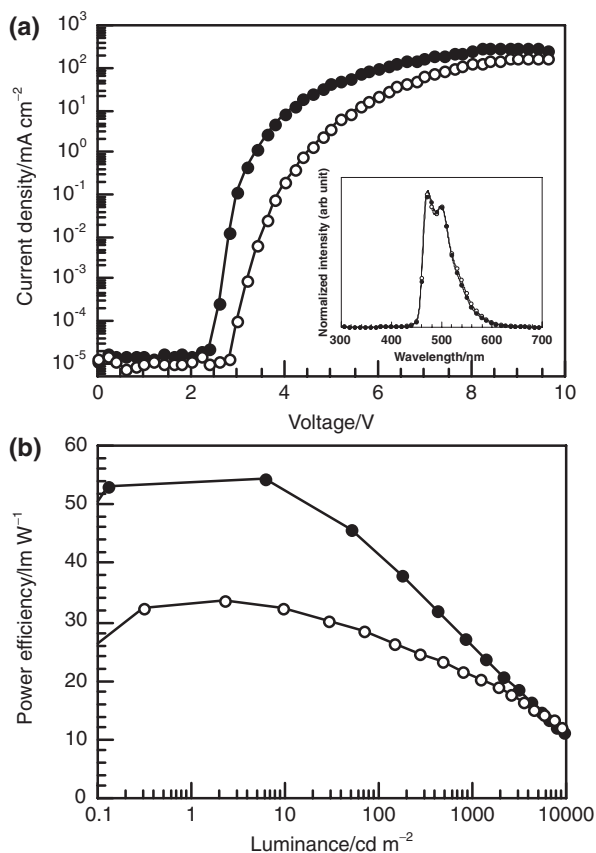 (a)
Current density/mA cm⁻²
10³
10²
10¹
10⁰
10⁻¹
10⁻²
10⁻³
10⁻⁴
10⁻⁵
0 2 4 6 8 10
Voltage/V
Normalized intensity (arb unit)
300 400 500 600 700
Wavelength/nm
(b)
Power efficiency/lm W⁻¹
60
50
40
30
20
10
0
0.1 1 10 100 1000 10000
Luminance/cd m⁻²